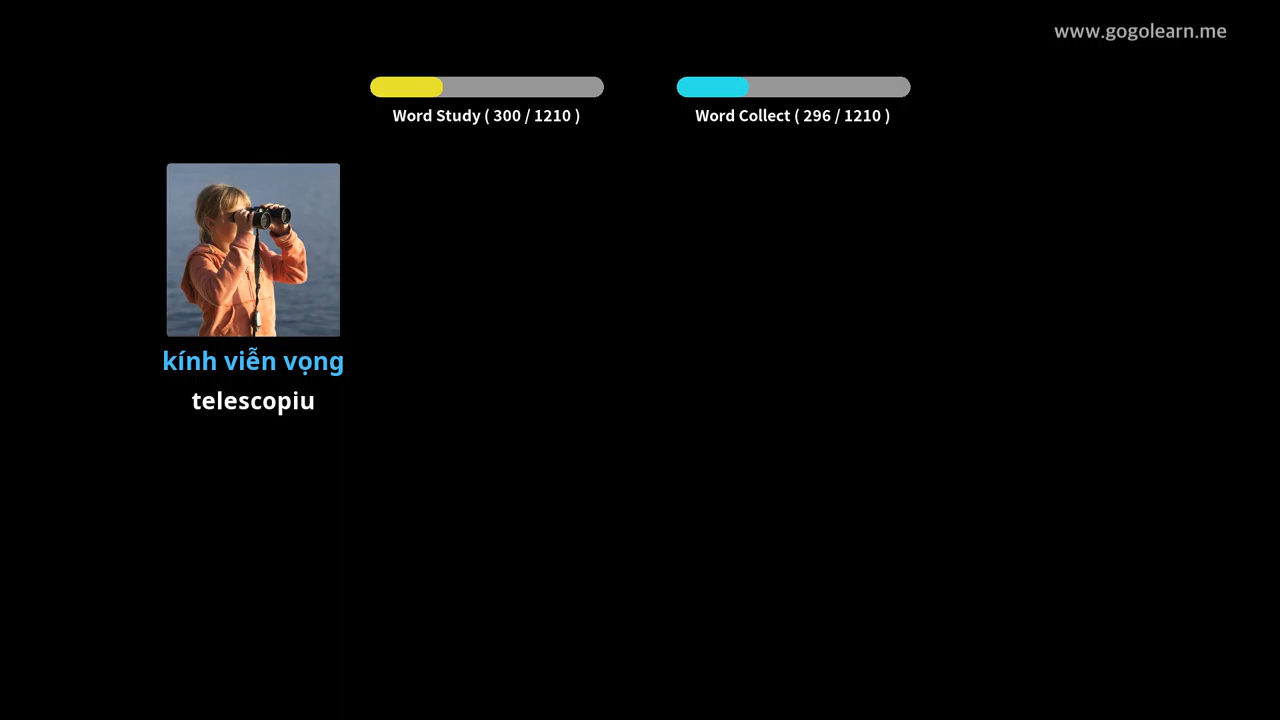 www.gogolearn.me
Word Study ( 300 / 1210 )
Word Collect ( 296 / 1210 )
kính viễn vọng
telescopiu